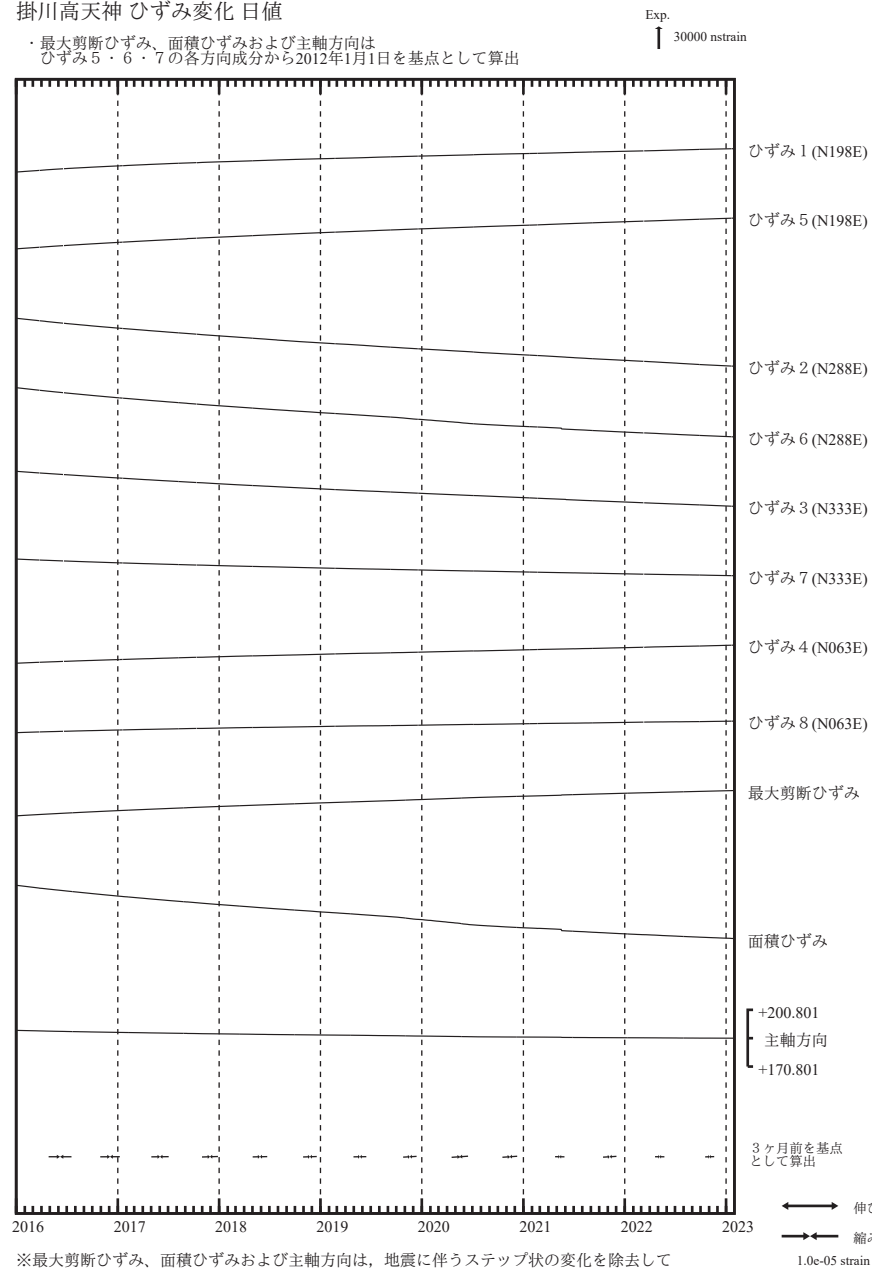 掛川高天神 ひずみ変化 日値
・最大剪断ひずみ、面積ひずみおよび主軸方向は
ひずみ５・６・７の各方向成分から2012年1月1日を基点として算出
Exp.
30000 nstrain
ひずみ１(N198E)
ひずみ５(N198E)
ひずみ２(N288E)
ひずみ６(N288E)
ひずみ３(N333E)
ひずみ７(N333E)
ひずみ４(N063E)
ひずみ８(N063E)
最大剪断ひずみ
面積ひずみ
+200.801
主軸方向
+170.801
３ヶ月前を基点
として算出
2016 2017 2018 2019 2020 2021 2022 2023
伸び
縮み
1.0e-05 strain
※最大剪断ひずみ、面積ひずみおよび主軸方向は，地震に伴うステップ状の変化を除去して